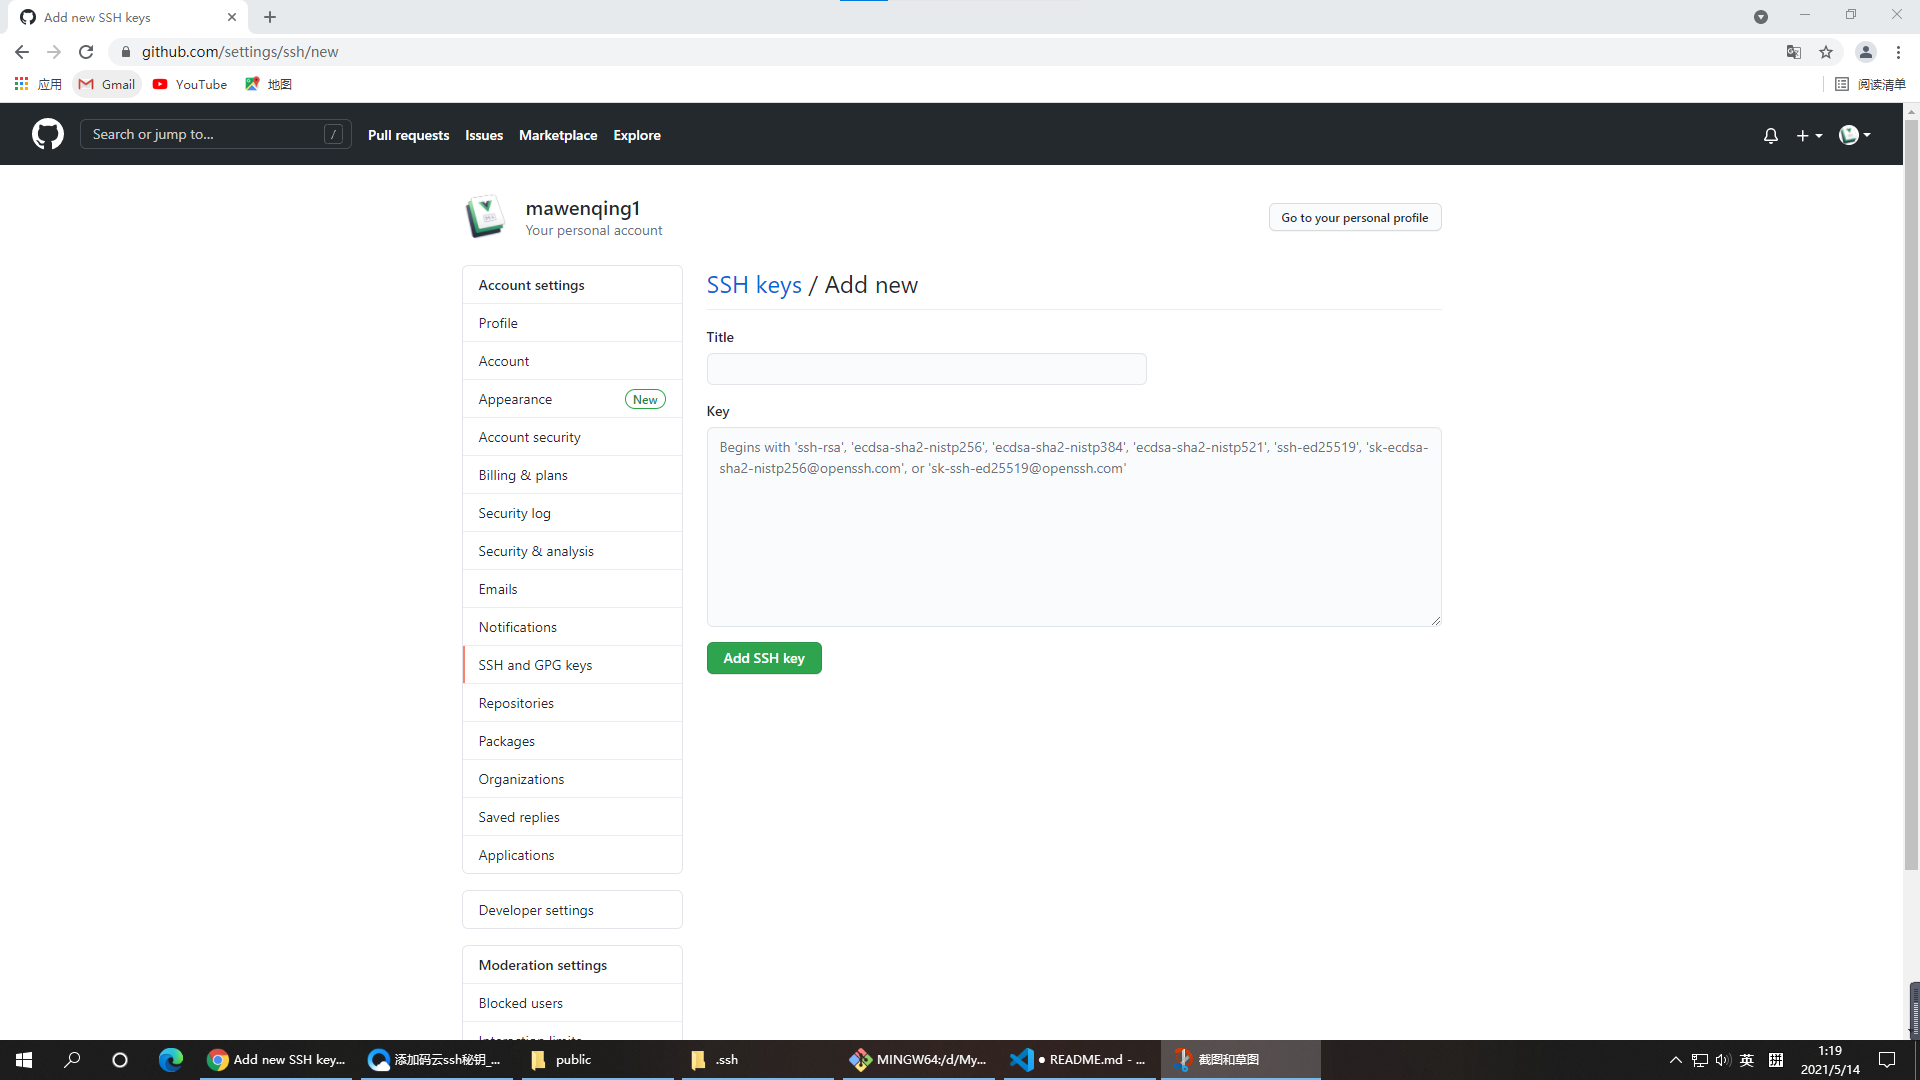 Add new SSH keys
github.com/settings/ssh/new
应用
Gmail
YouTube
地图
阅读清单
Search or jump to...
/
Pull requests
Issues
Marketplace
Explore
mawenqing1
Your personal account
Go to your personal profile
Account settings
Profile
Account
Appearance
New
Account security
Billing & plans
Security log
Security & analysis
Emails
Notifications
SSH and GPG keys
Repositories
Packages
Organizations
Saved replies
Applications
Developer settings
Moderation settings
Blocked users
Interaction limits
SSH keys / Add new
Title
Key
Begins with 'ssh-rsa', 'ecdsa-sha2-nistp256', 'ecdsa-sha2-nistp384', 'ecdsa-sha2-nistp521', 'ssh-ed25519', 'sk-ecdsa-
sha2-nistp256@openssh.com', or 'sk-ssh-ed25519@openssh.com'
Add SSH key
Add new SSH key...
添加码云ssh秘钥_...
public
.ssh
MINGW64:/d/My...
● README.md - ...
截图和草图
英
拼
1:19
2021/5/14